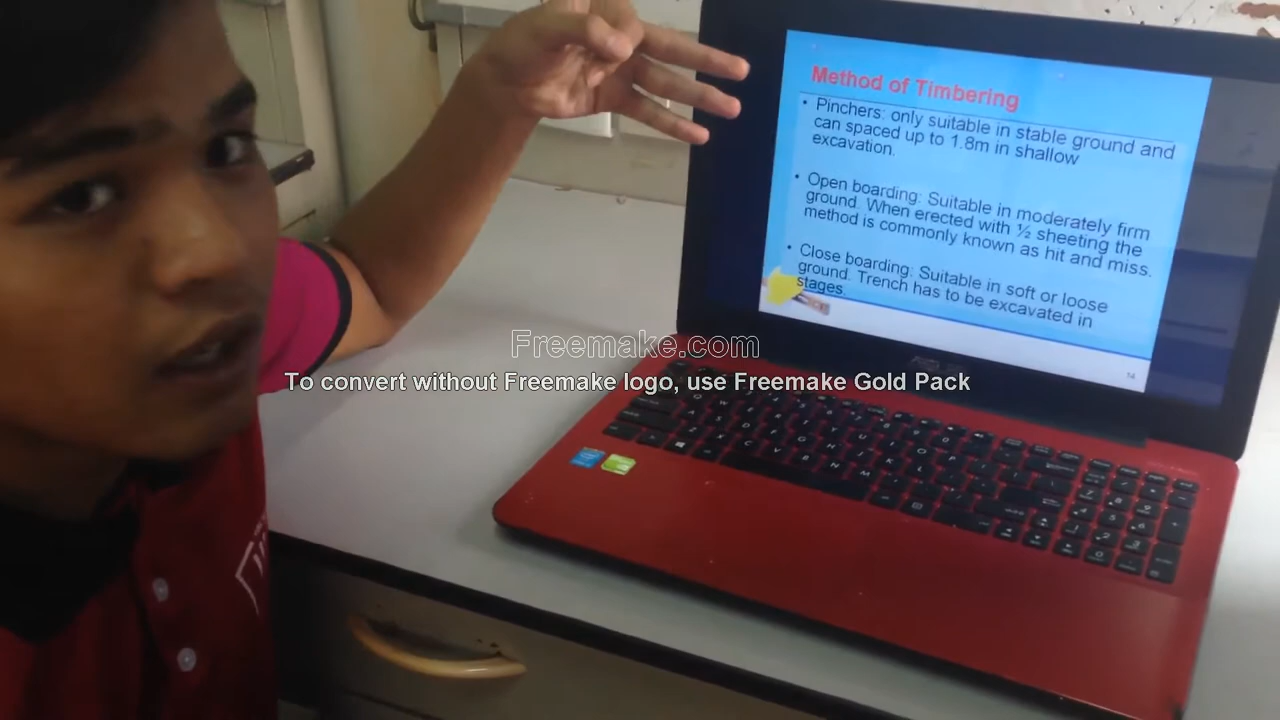 Method of Timbering
• Pinchers: only suitable in stable ground and
can spaced up to 1.8m in shallow
excavation.
• Open boarding: Suitable in moderately firm
ground. When erected with ½ sheeting the
method is commonly known as hit and miss.
• Close boarding: Suitable in soft or loose
ground. Trench has to be excavated in
stages.
14
Freemake.com
To convert without Freemake logo, use Freemake Gold Pack